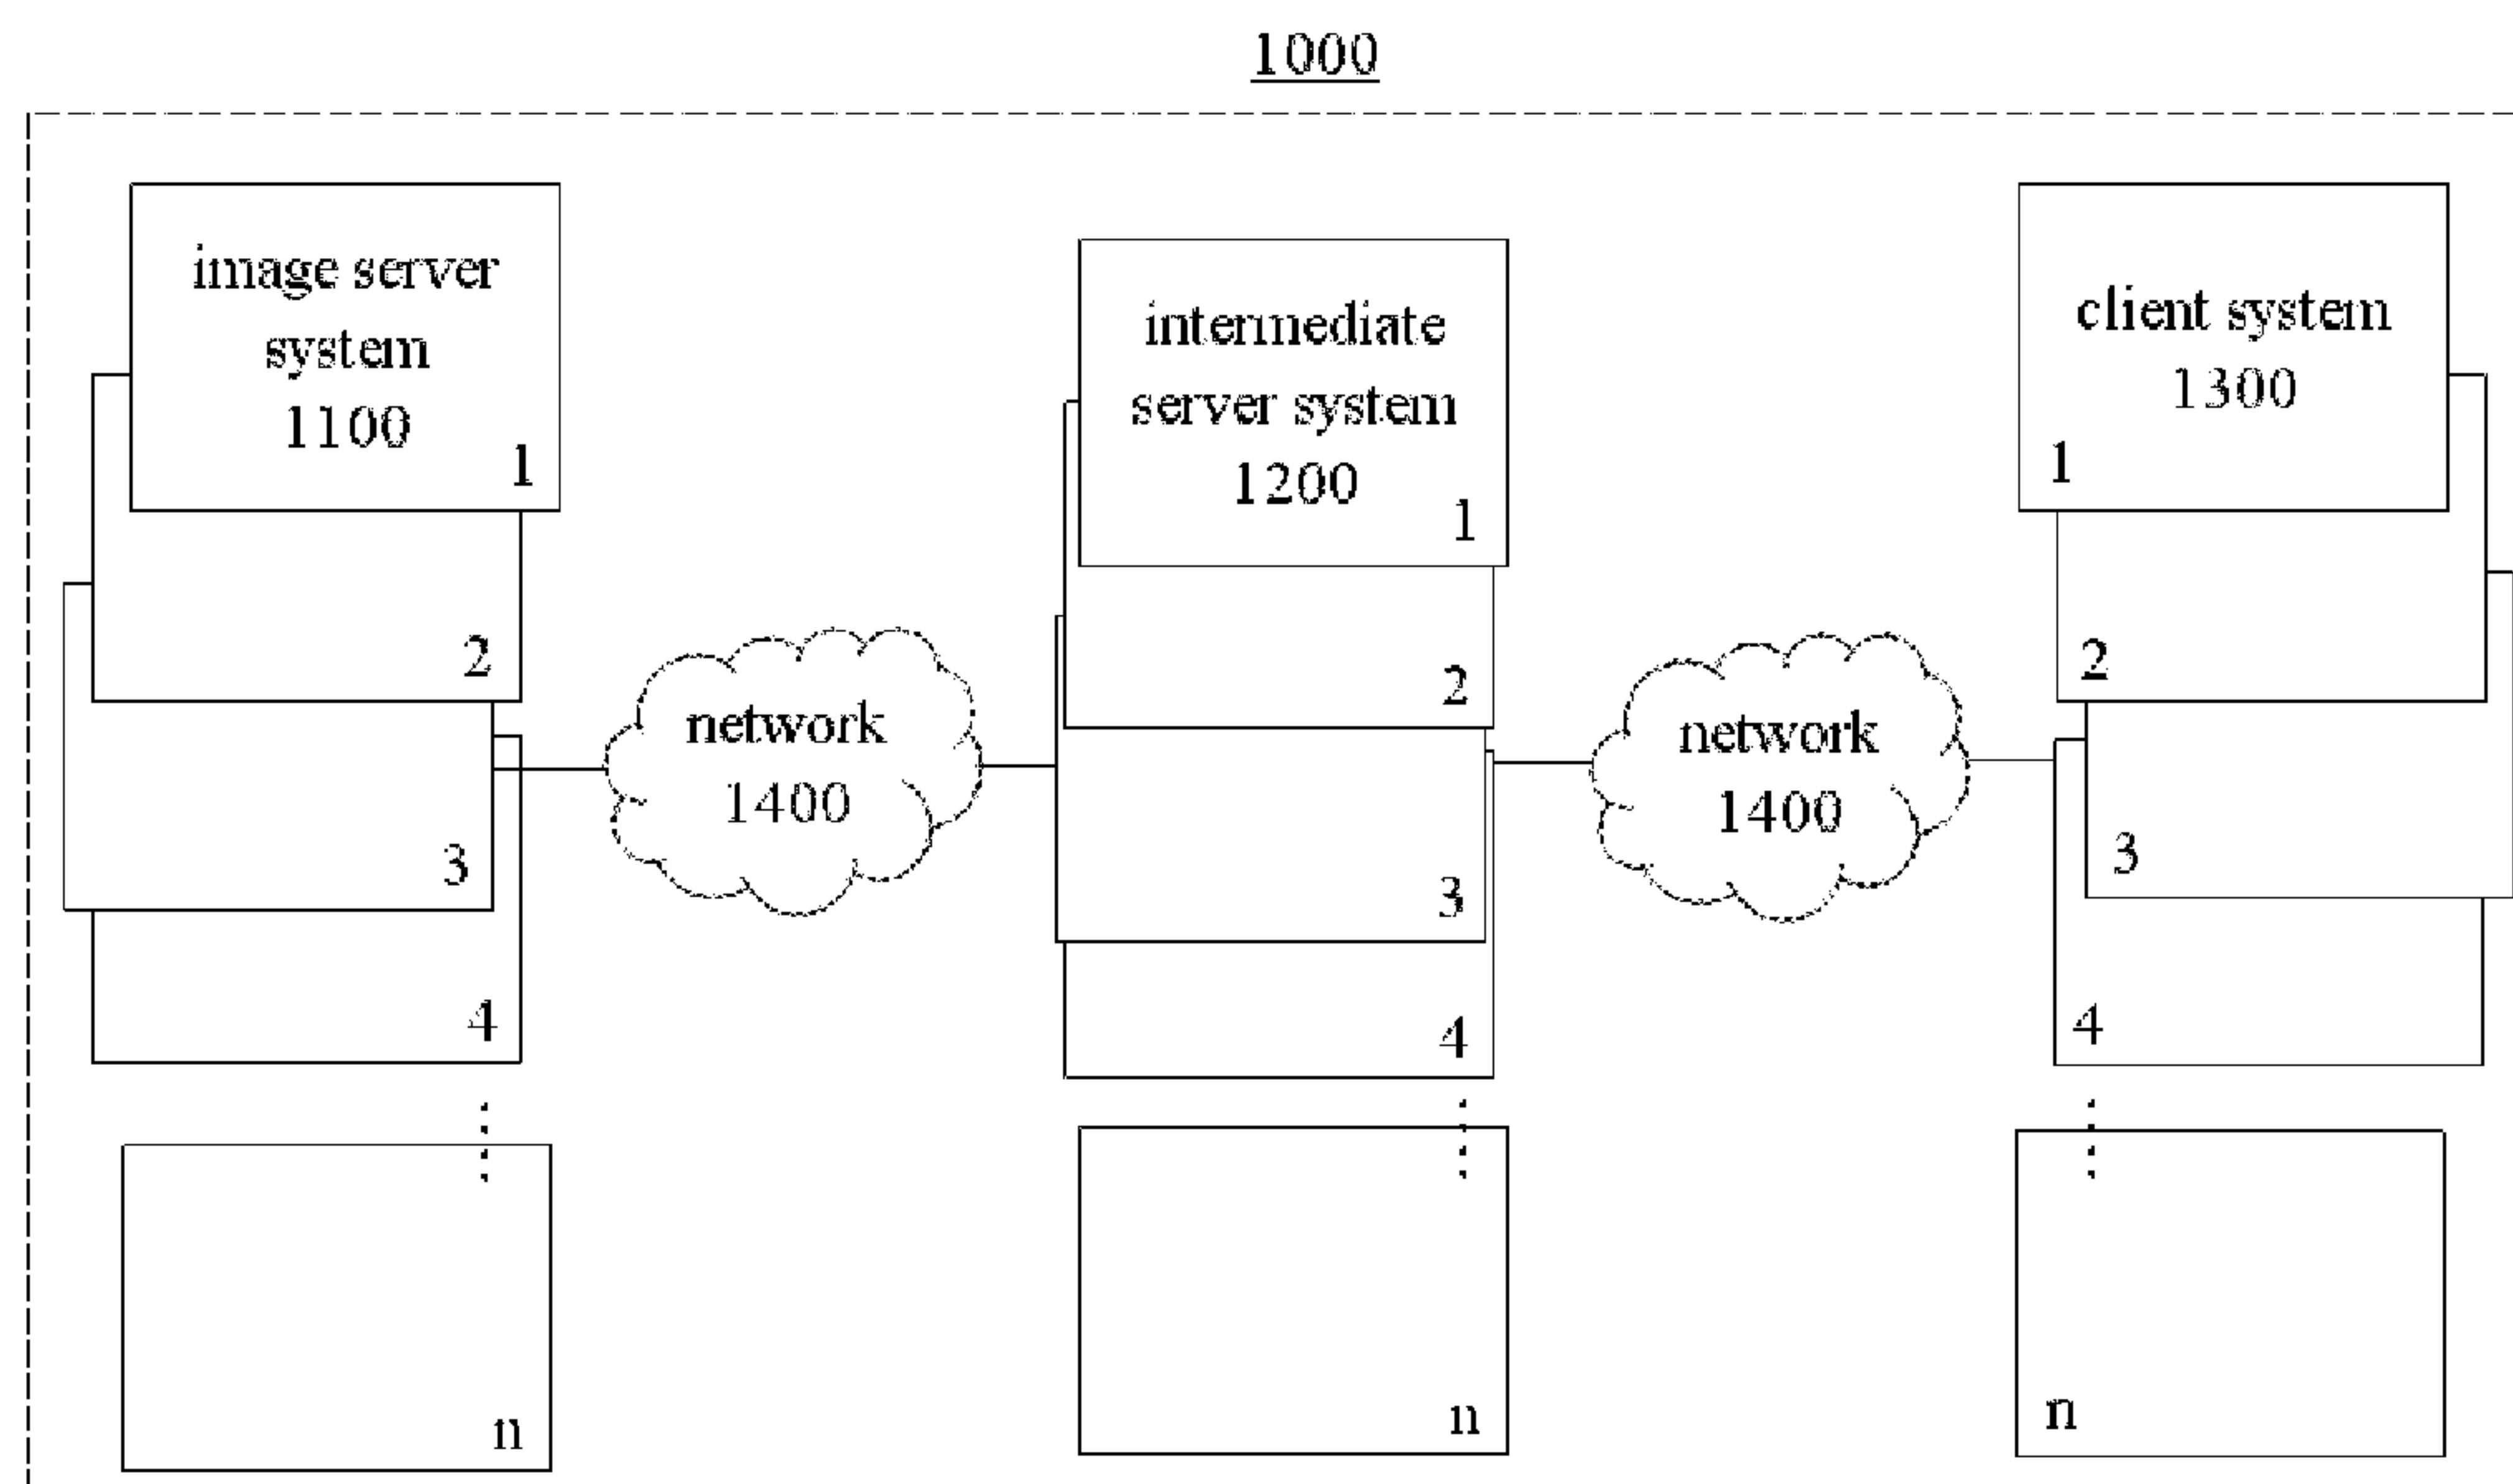 1000
image server
system
1100
1
2
3
4
n
network
1400
intermediate
server system
1200
1
2
3
4
n
network
1400
client system
1300
1
2
3
4
n